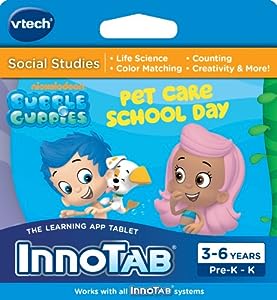 vtech
Social Studies
• Life Science • Counting
• Color Matching • Creativity & More!
nickelodeon
BUBBLE GUPPIES
PET CARE
SCHOOL DAY
THE LEARNING APP TABLET
INNOTAB®
3-6 YEARS
Pre-K - K
Works with all INNOTAB® systems